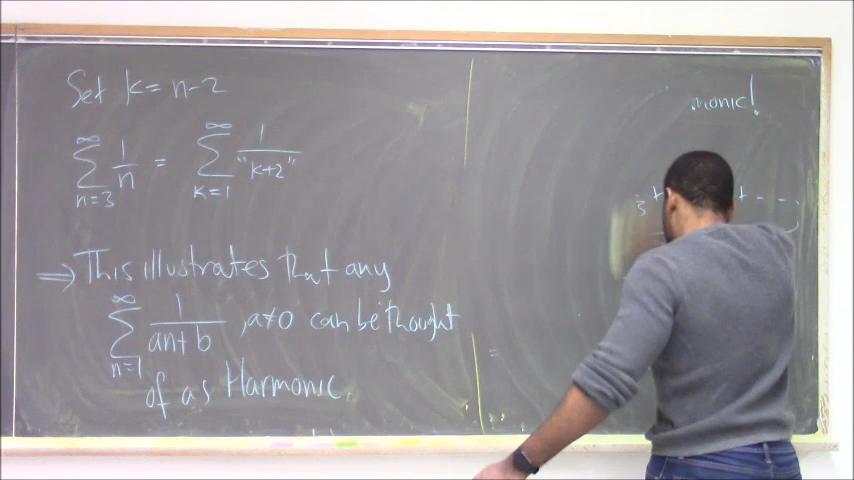 Set k = n-2
∞ ∞
∑ 1/n = ∑ 1/"k+2"
n=3 k=1
⇒ This illustrates that any
∞
∑ 1/(an+b) , a≠0 can be thought
n=1
of as Harmonic.
monic!
3 + + - - -
=